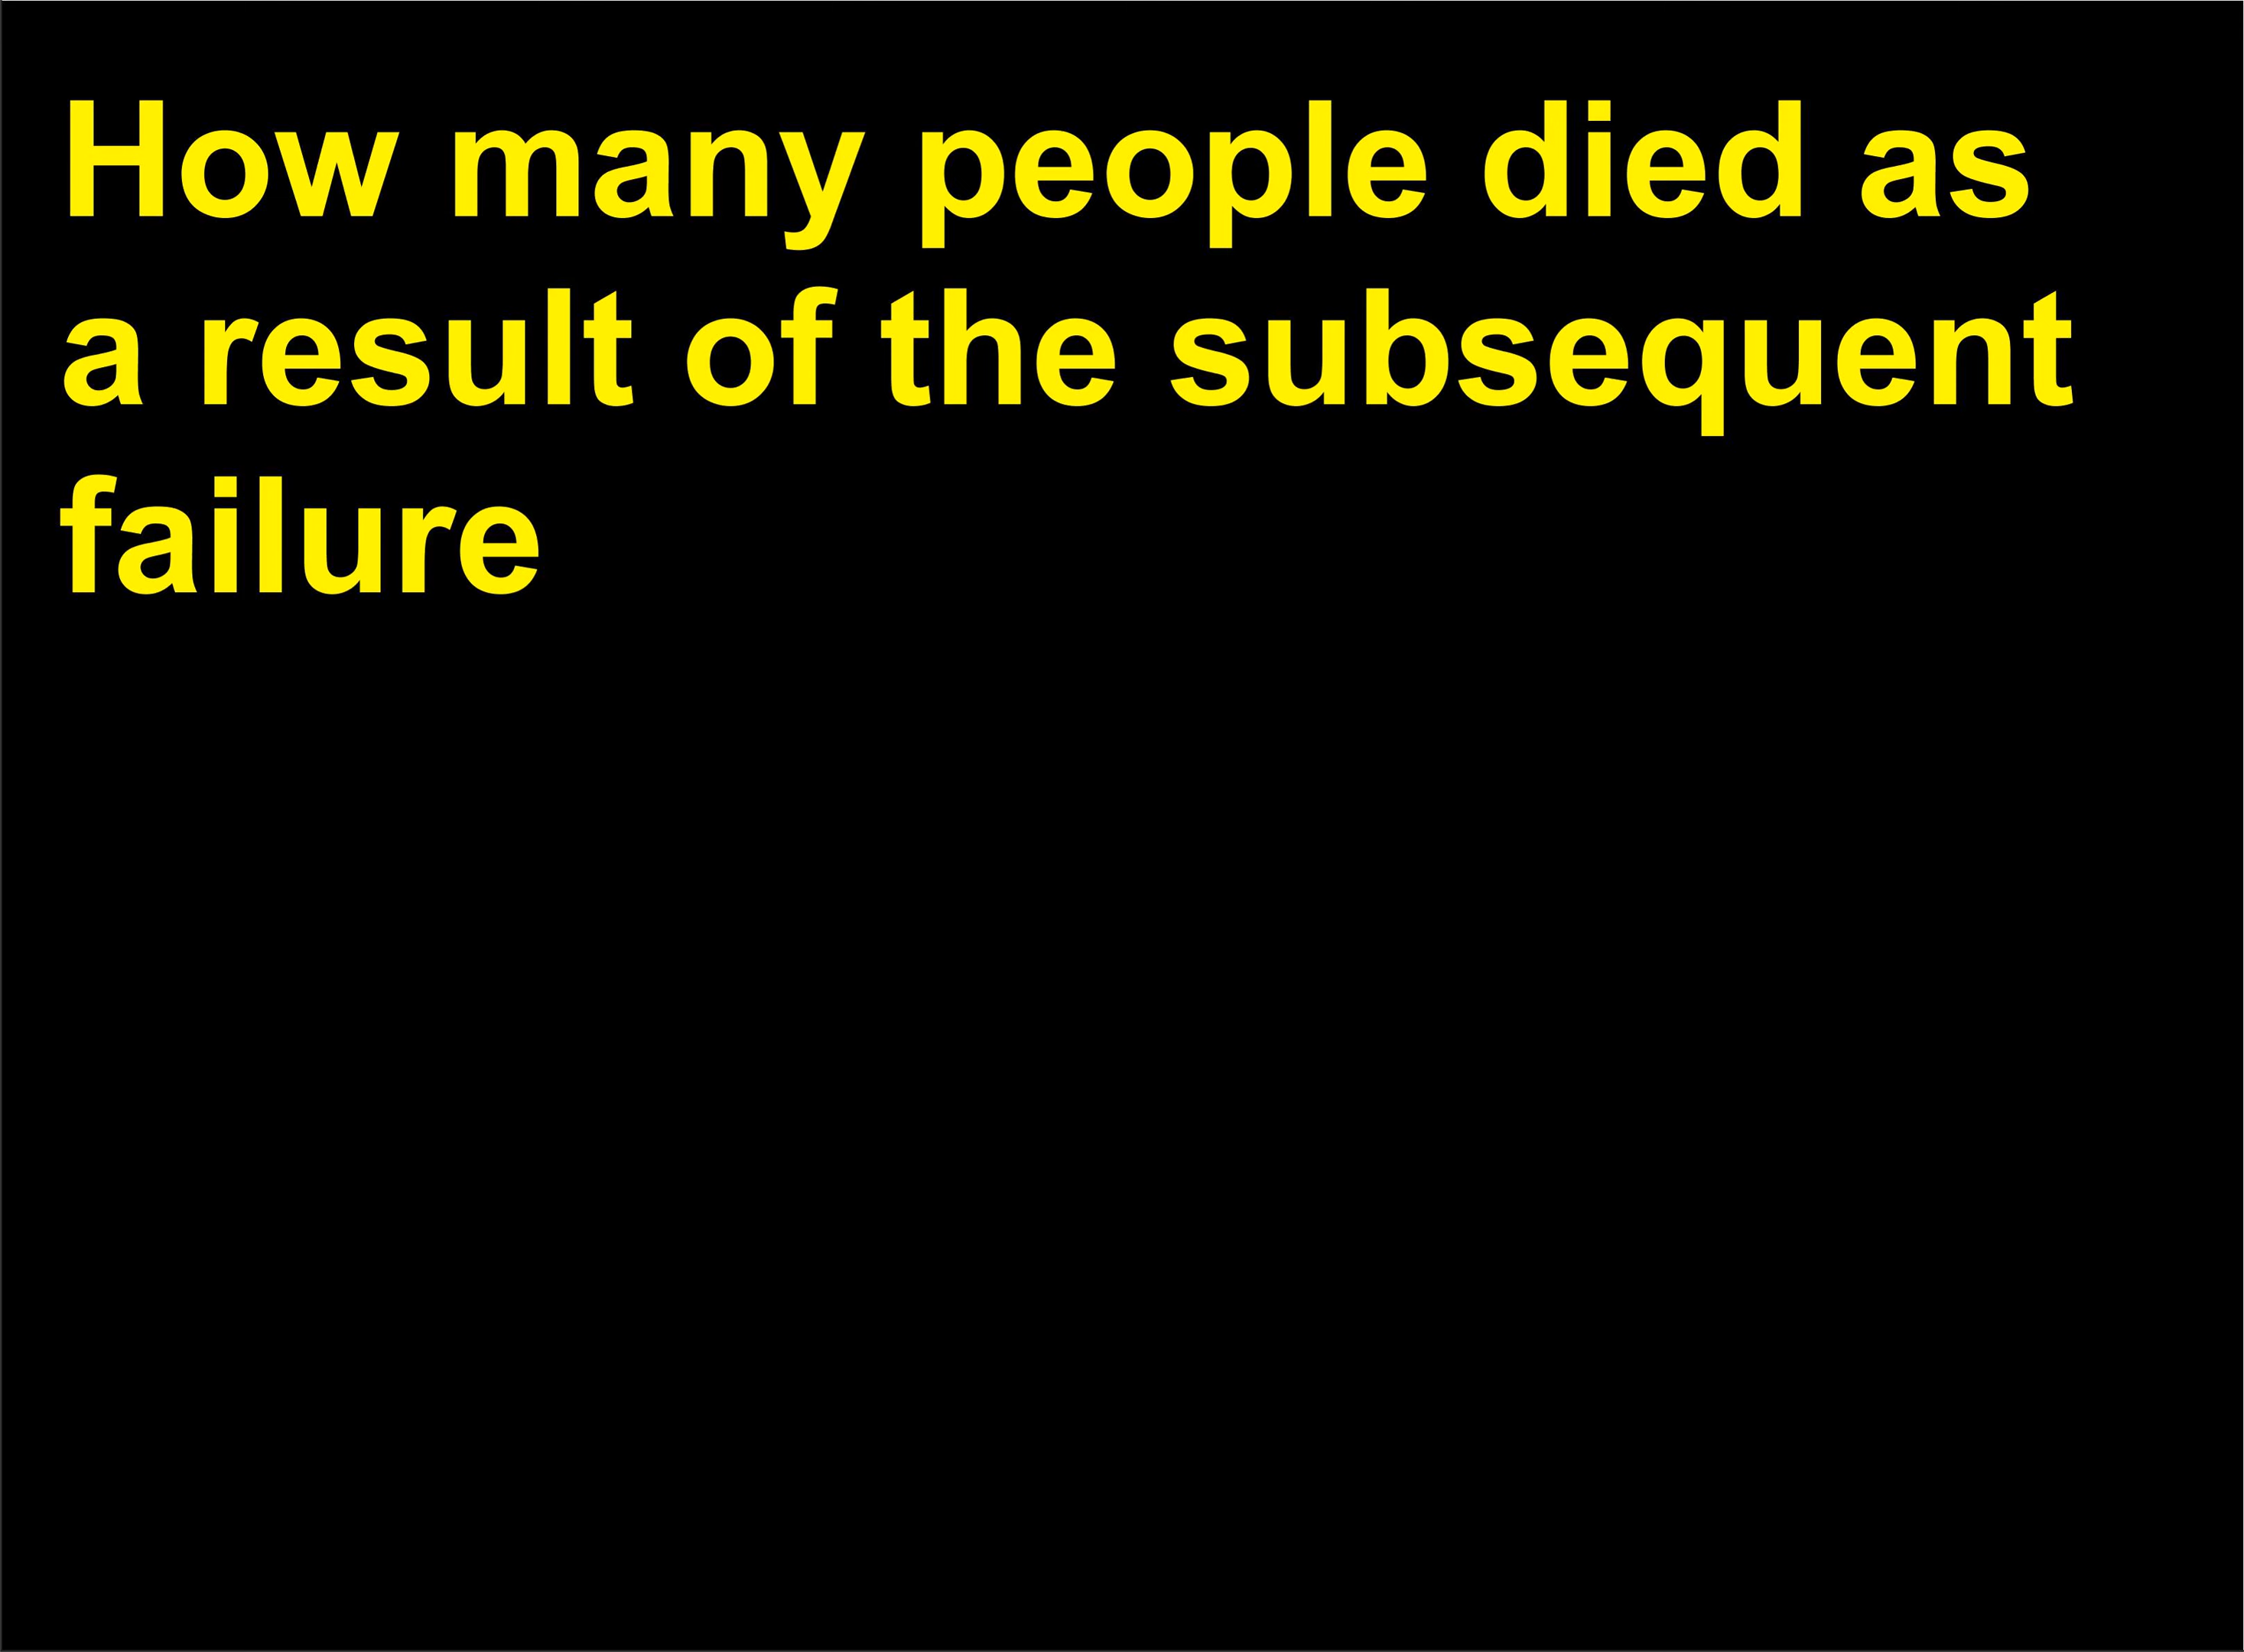 How many people died as
a result of the subsequent
failure